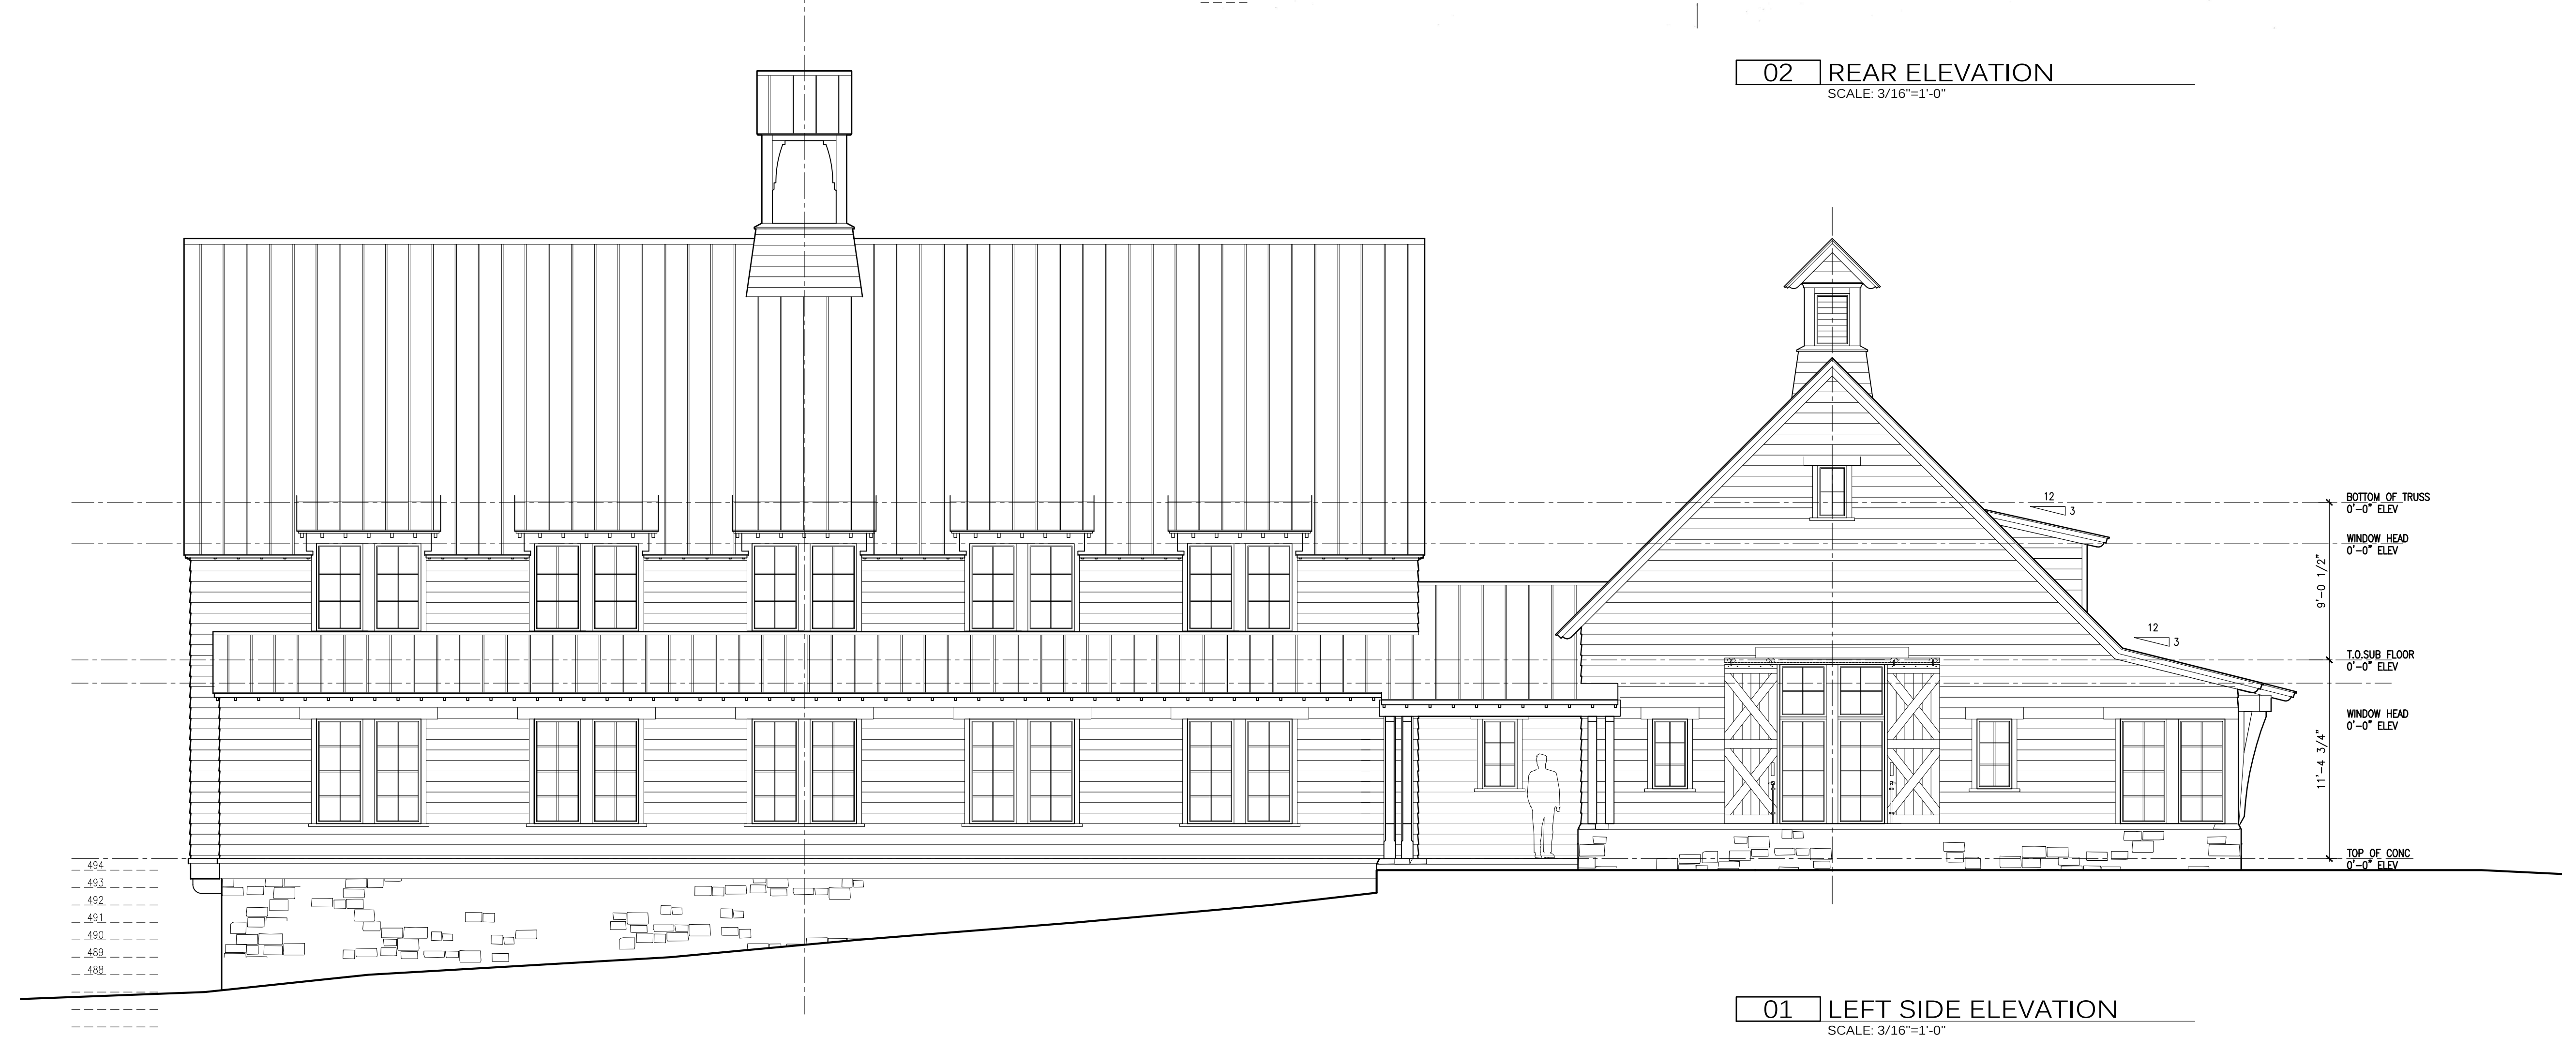 02 REAR ELEVATION
SCALE: 3/16"=1'-0"
12
3
BOTTOM OF TRUSS
0'-0" ELEV
WINDOW HEAD
0'-0" ELEV
9'-0 1/2"
12
3
T.O.SUB FLOOR
0'-0" ELEV
WINDOW HEAD
0'-0" ELEV
11'-4 3/4"
TOP OF CONC
0'-0" ELEV
494
493
492
491
490
489
488
01 LEFT SIDE ELEVATION
SCALE: 3/16"=1'-0"